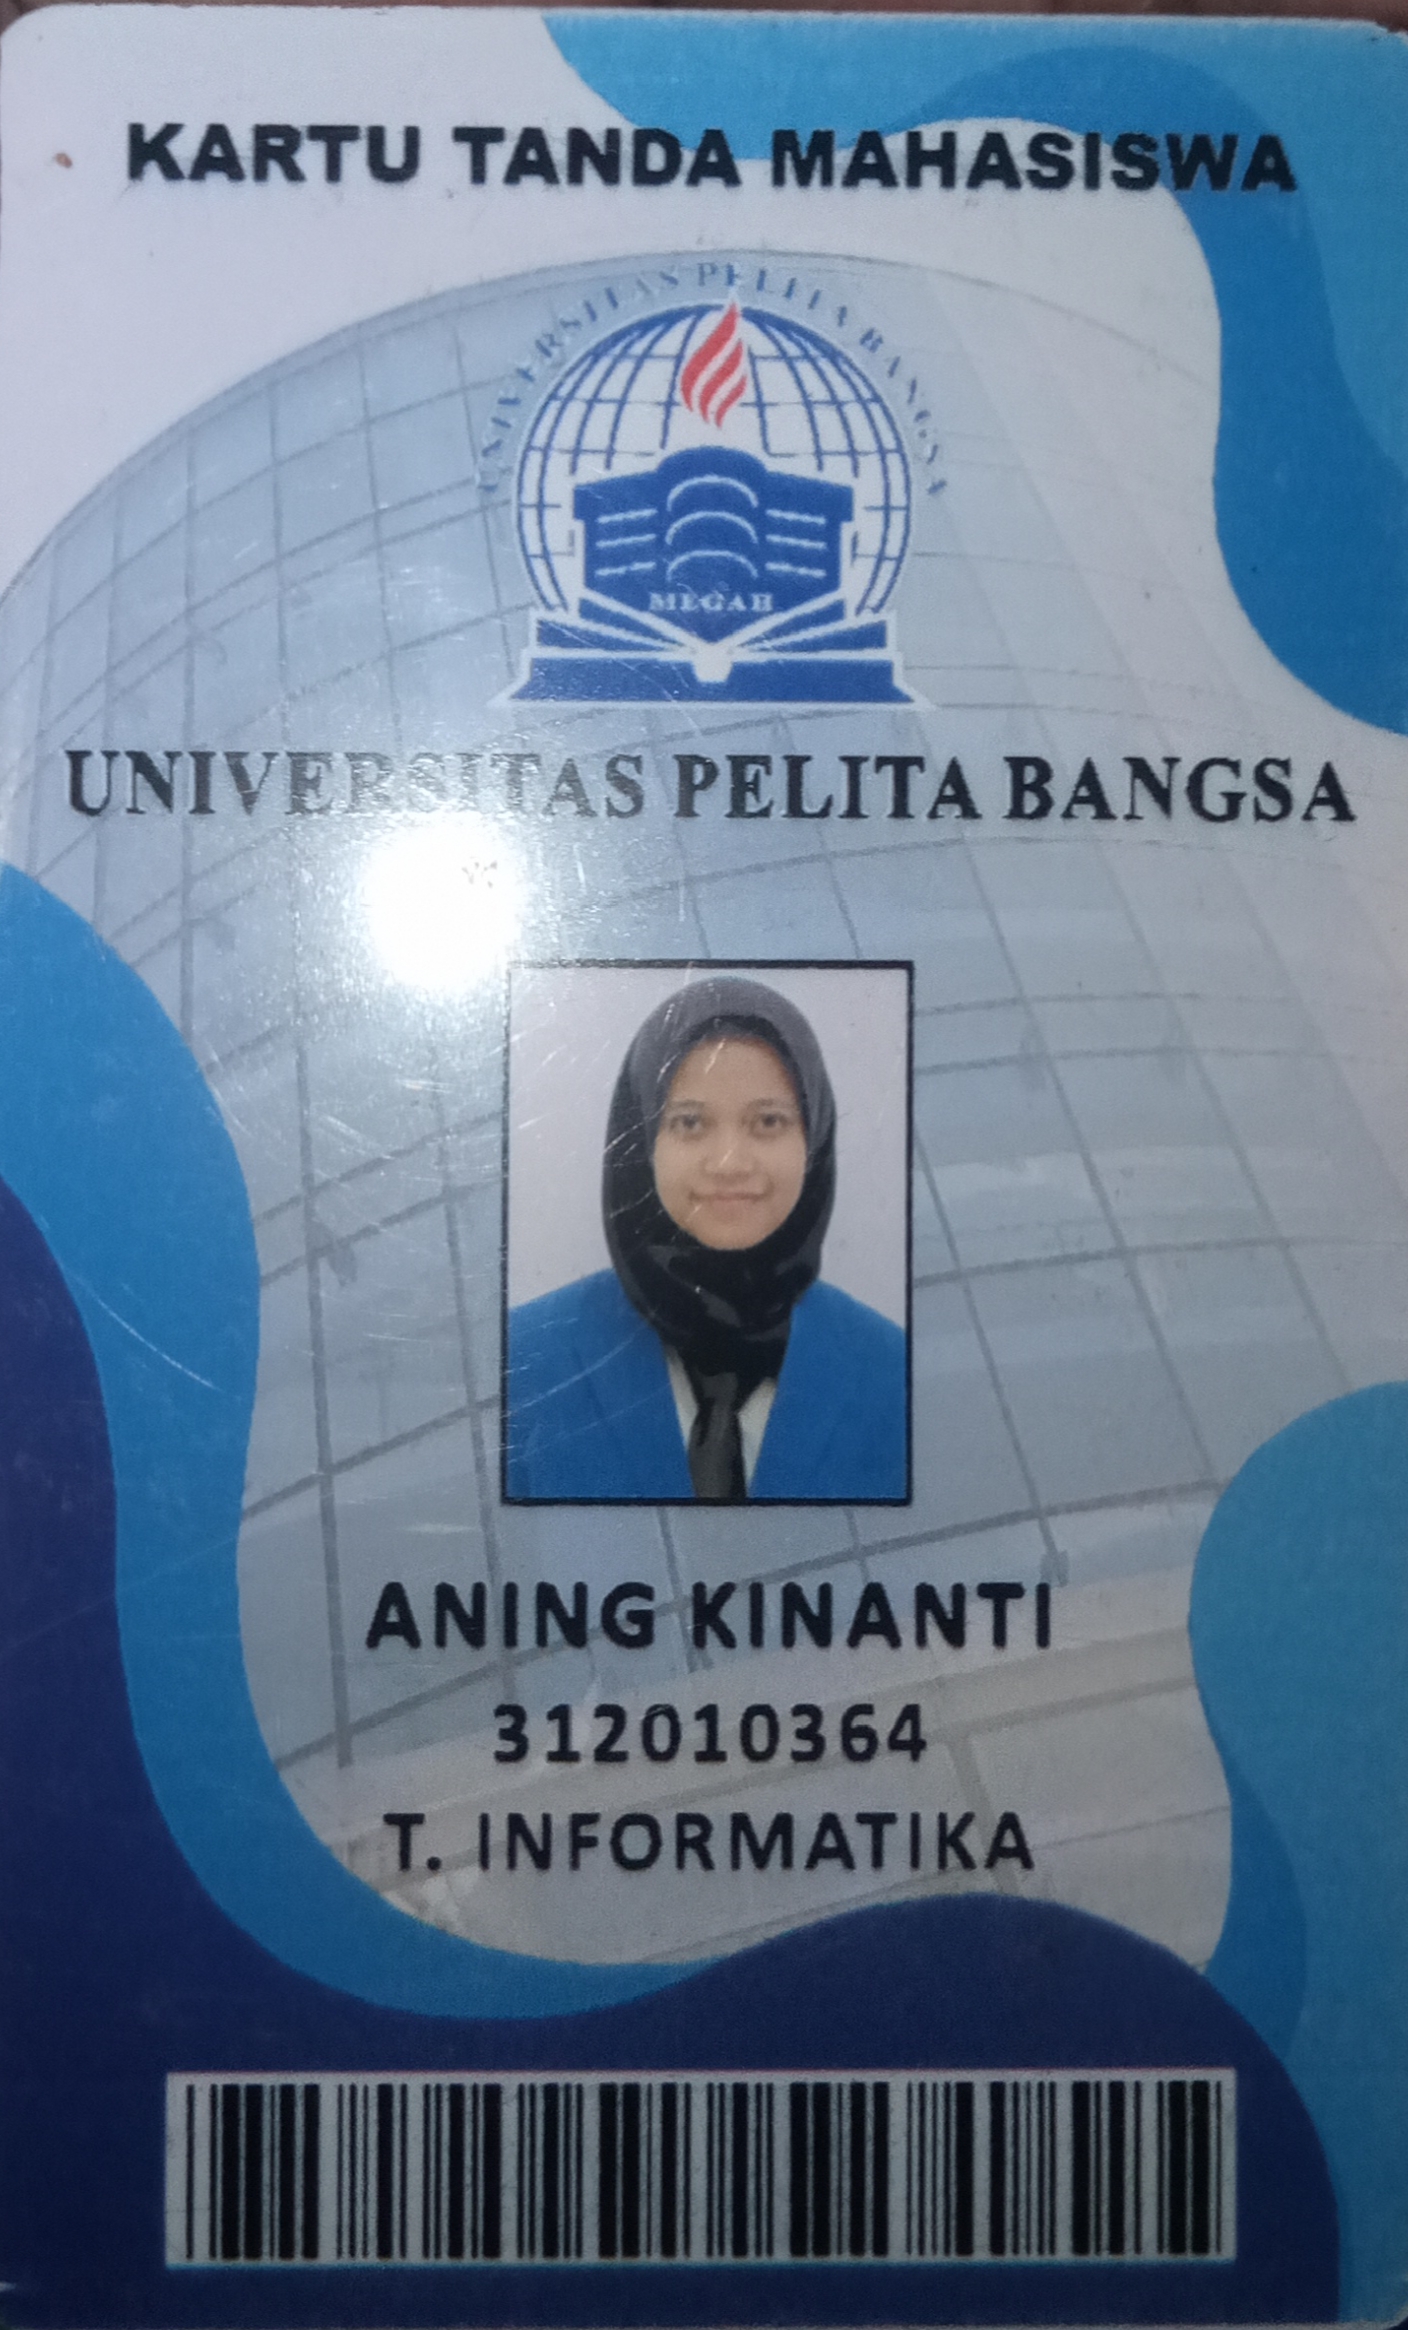 KARTU TANDA MAHASISWA
UNIVERSITAS PELITA BANGSA
MEGAH
UNIVERSITAS PELITA BANGSA
ANING KINANTI
312010364
T. INFORMATIKA